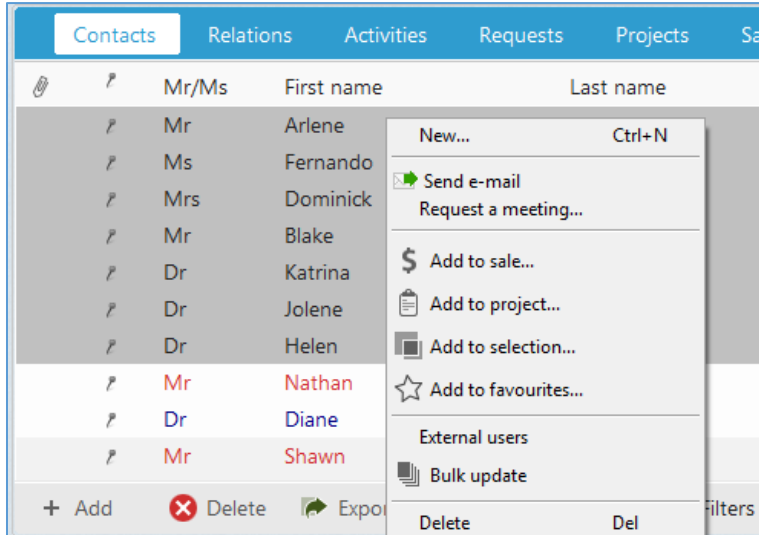 Contacts Relations Activities Requests Projects Sa
Mr/Ms First name Last name
Mr Arlene
Ms Fernando
Mrs Dominick
Mr Blake
Dr Katrina
Dr Jolene
Dr Helen
Mr Nathan
Dr Diane
Mr Shawn
New... Ctrl+N
Send e-mail
Request a meeting...
Add to sale...
Add to project...
Add to selection...
Add to favourites...
External users
Bulk update
Delete Del
+ Add Delete Expor Filters